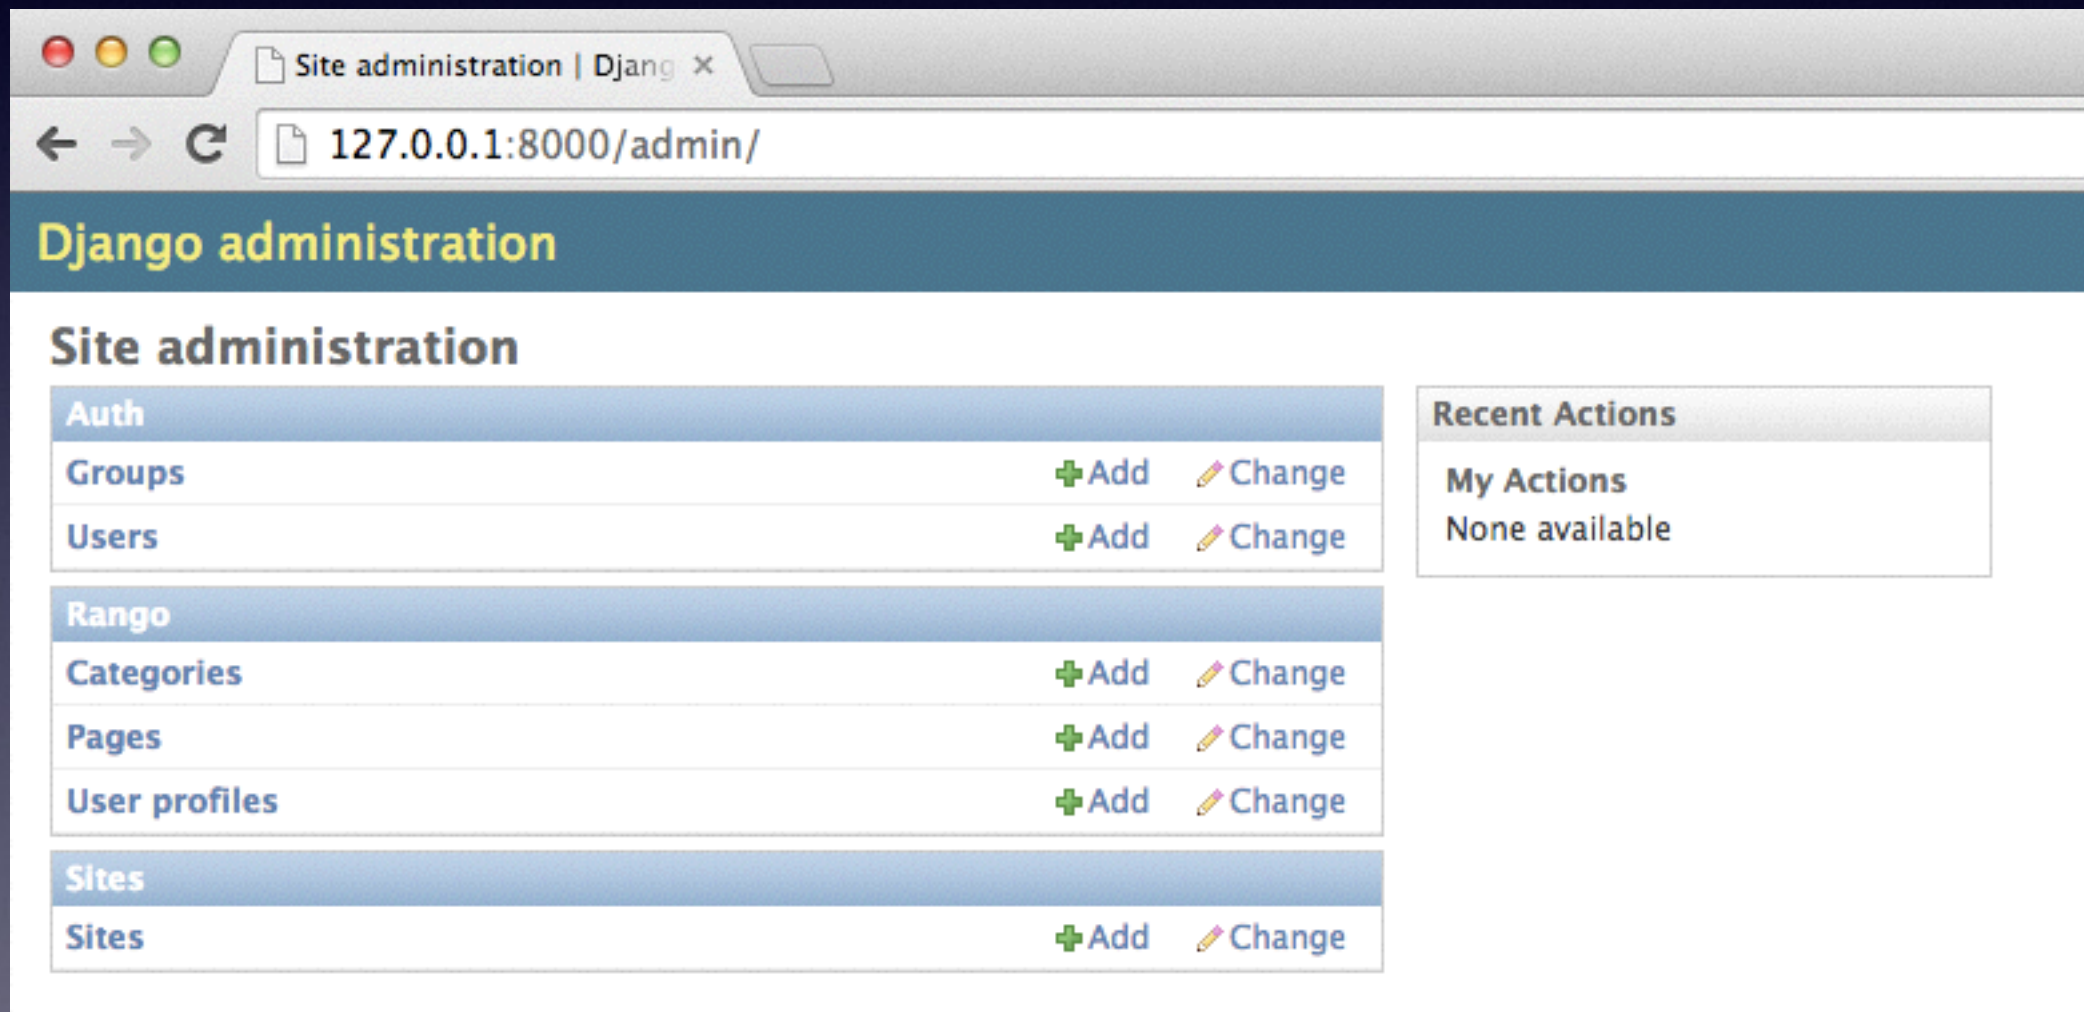 Site administration | Djang
127.0.0.1:8000/admin/
Django administration
Site administration
Auth
Groups Add Change
Users Add Change
Rango
Categories Add Change
Pages Add Change
User profiles Add Change
Sites
Sites Add Change
Recent Actions
My Actions
None available